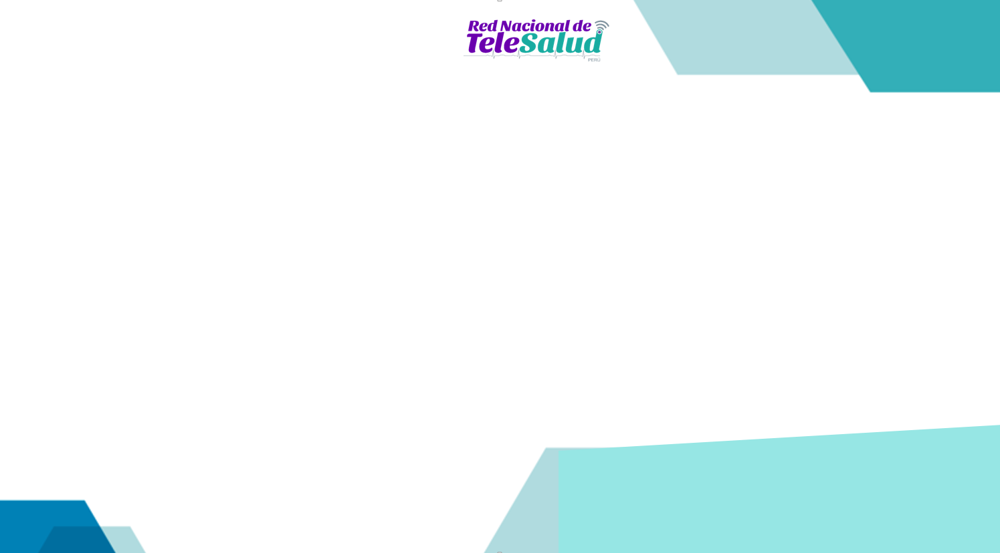 Red Nacional de
TeleSalud
PERÚ